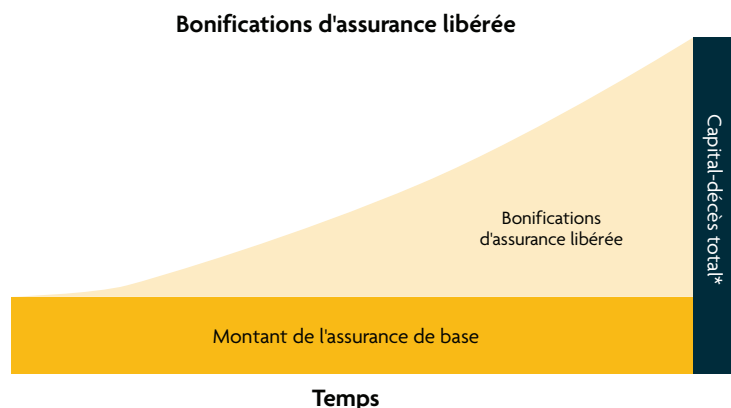 Bonifications d'assurance libérée
Capital-décès total*
Bonifications
d'assurance libérée
Montant de l'assurance de base
Temps